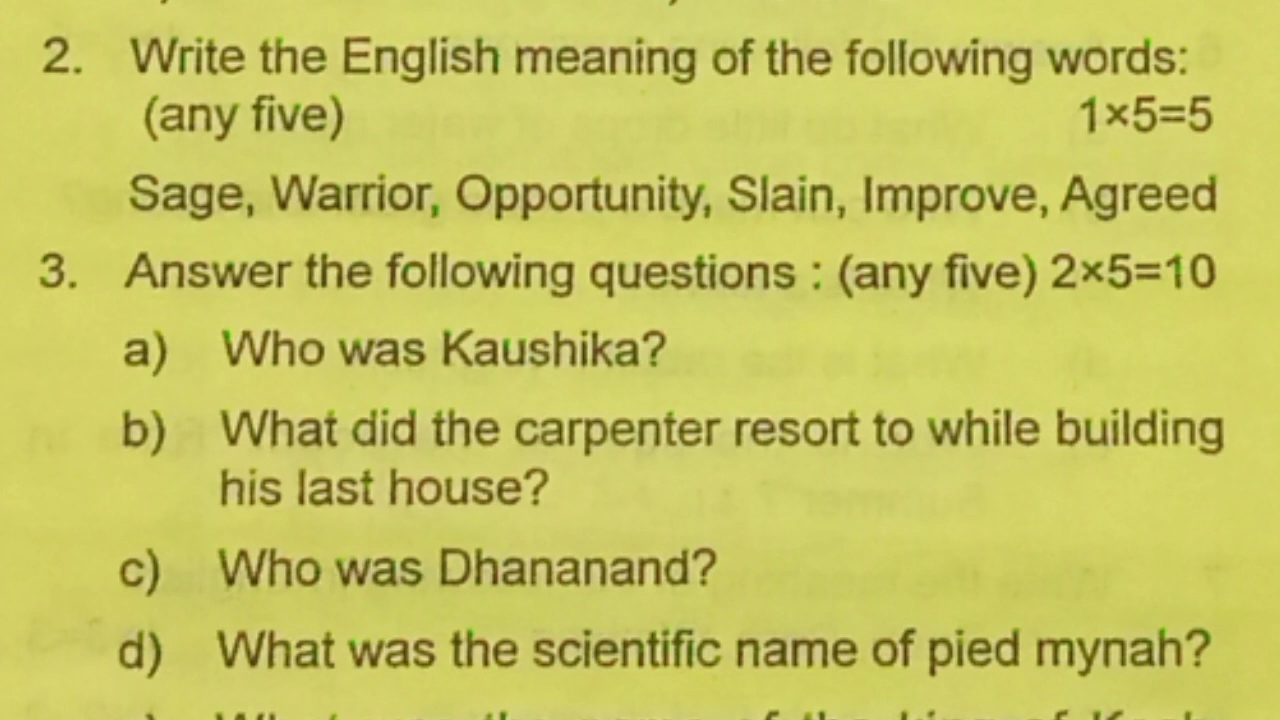 2. Write the English meaning of the following words:
(any five) 1×5=5
Sage, Warrior, Opportunity, Slain, Improve, Agreed
3. Answer the following questions : (any five) 2×5=10
a) Who was Kaushika?
b) What did the carpenter resort to while building
his last house?
c) Who was Dhananand?
d) What was the scientific name of pied mynah?